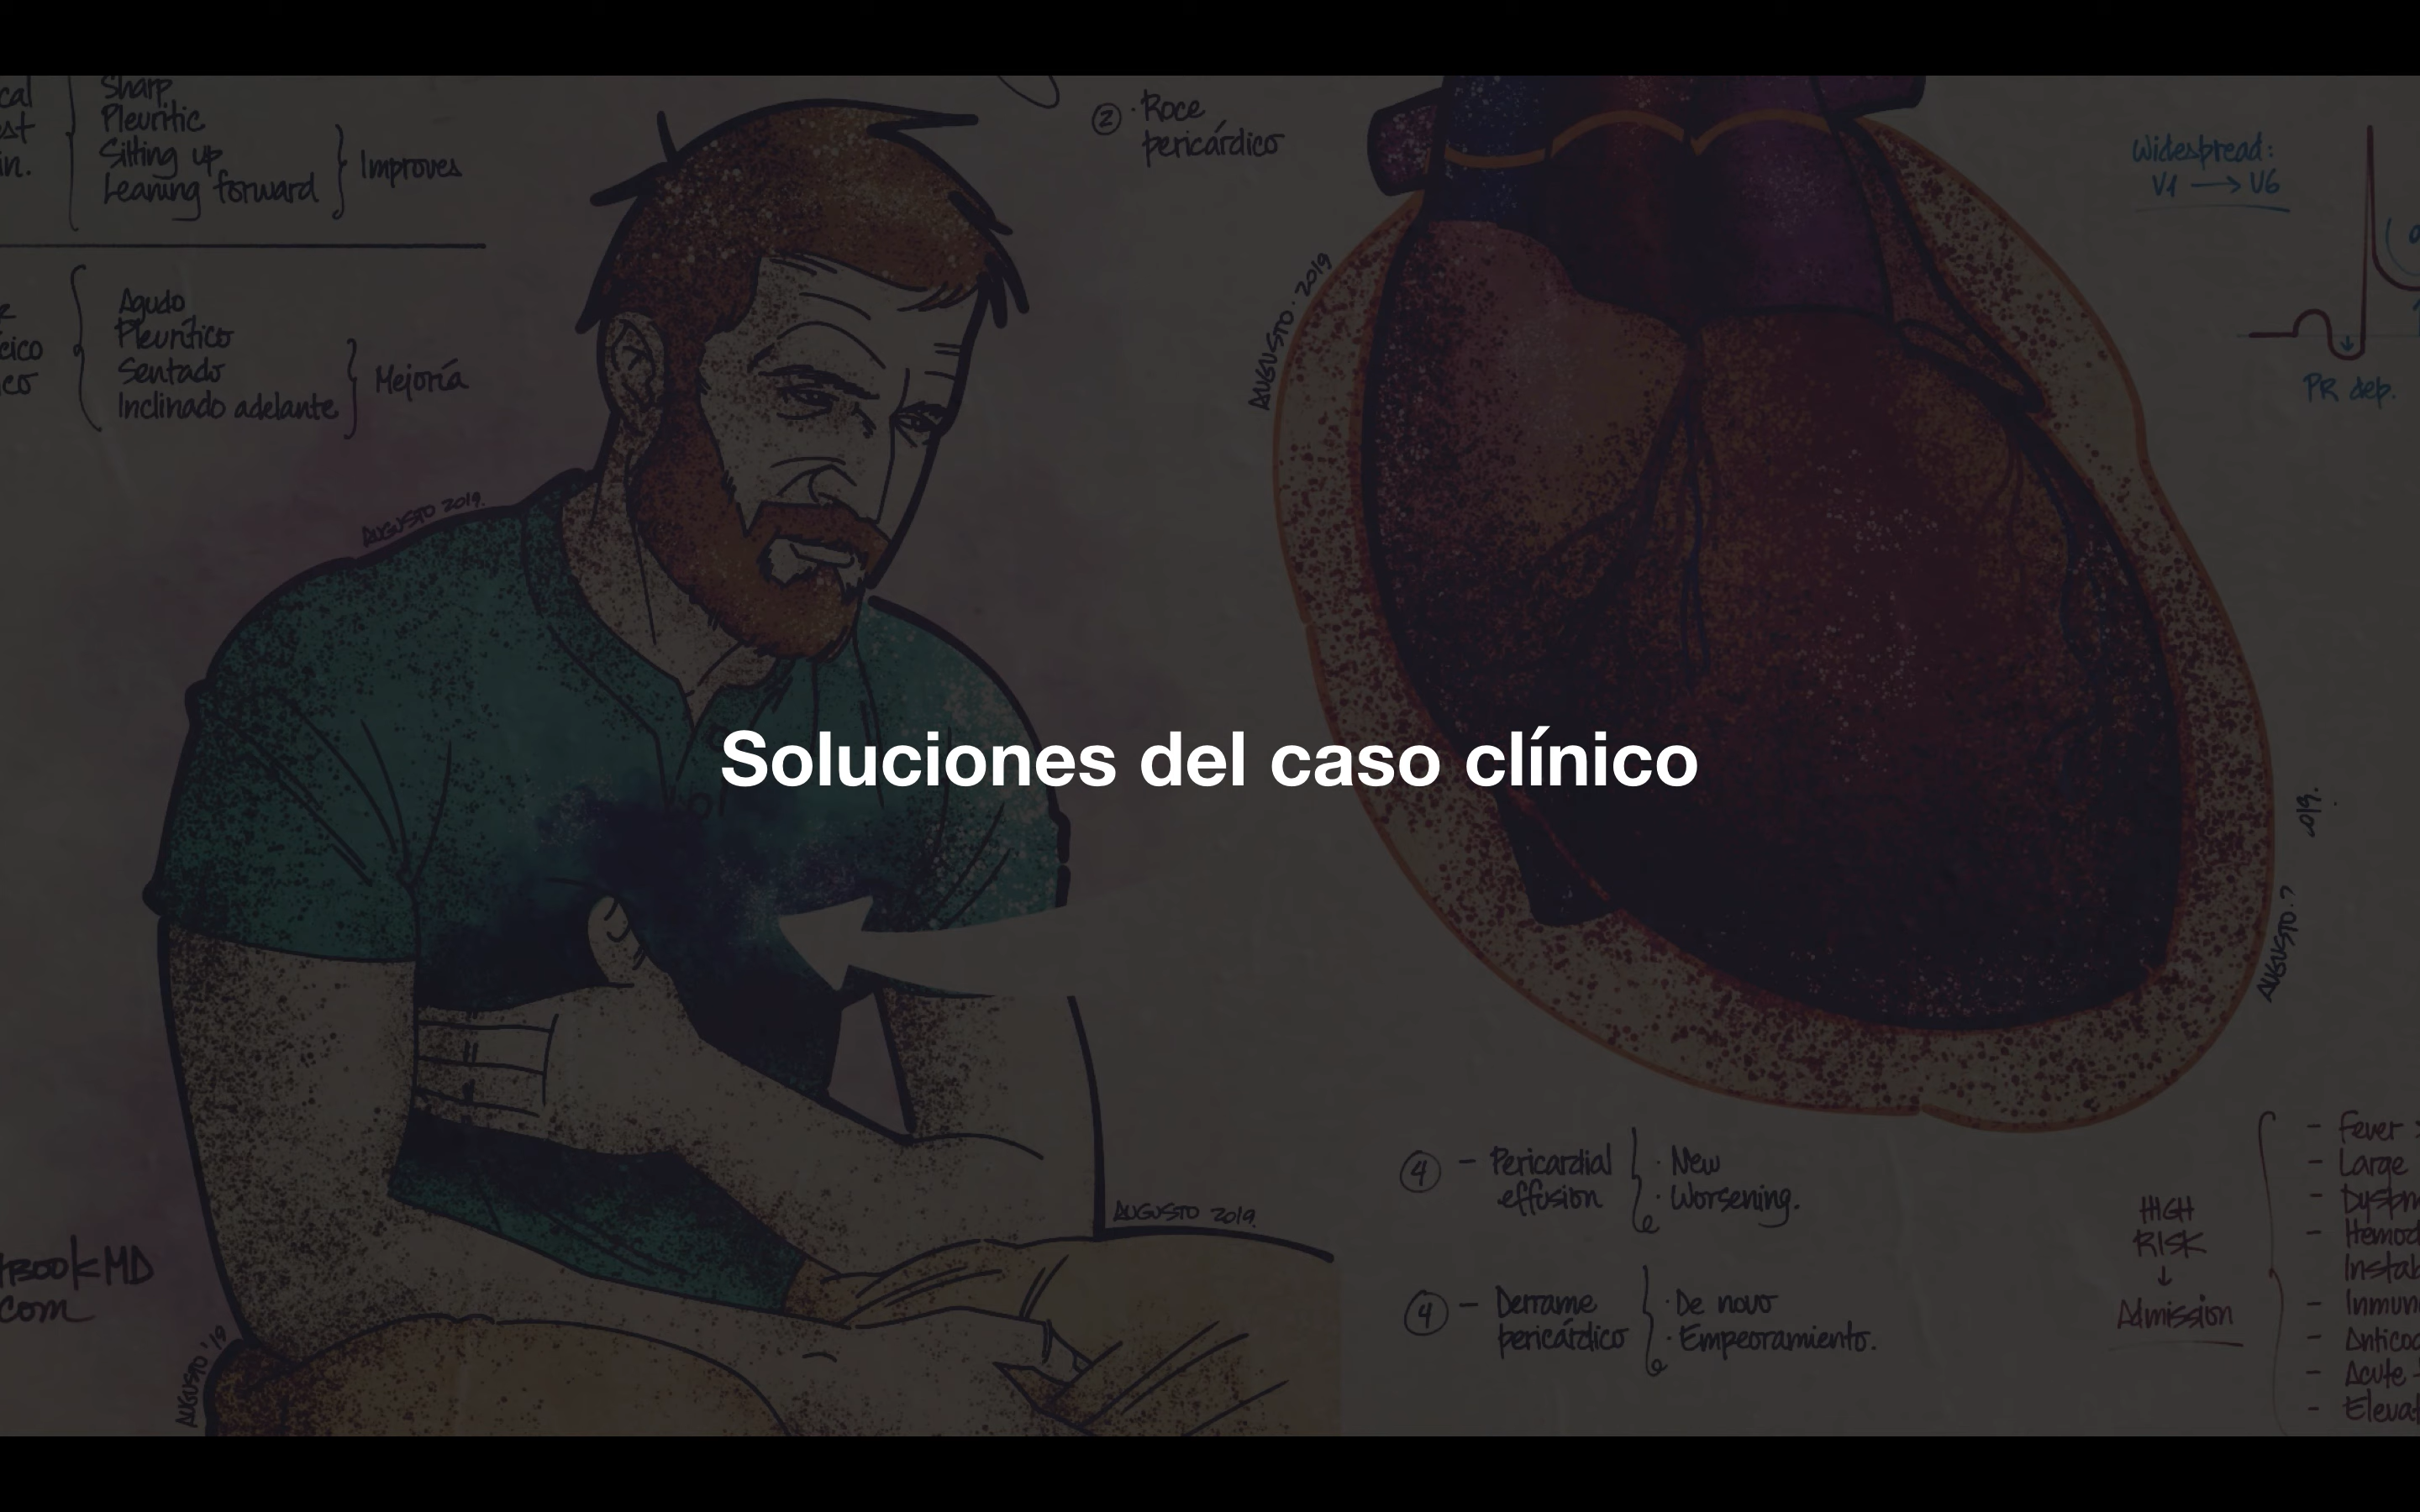 Sharp
Pleuritic
Sitting up
Leaning forward
Improves
Agudo
Pleurítico
Sentado
Inclinado adelante
Mejoría
AUGUSTO 2019.
② · Roce
pericárdico
AUGUSTO · 2019
Widespread:
V1 → V6
PR dep.
Soluciones del caso clínico
④ - Pericardial
effusion
· New
· Worsening.
④ - Derrame
pericárdico
· De novo
· Empeoramiento.
HIGH
RISK
↓
Admission
- Fever
- Large
AUGUSTO 2019.
AUGUSTO '19